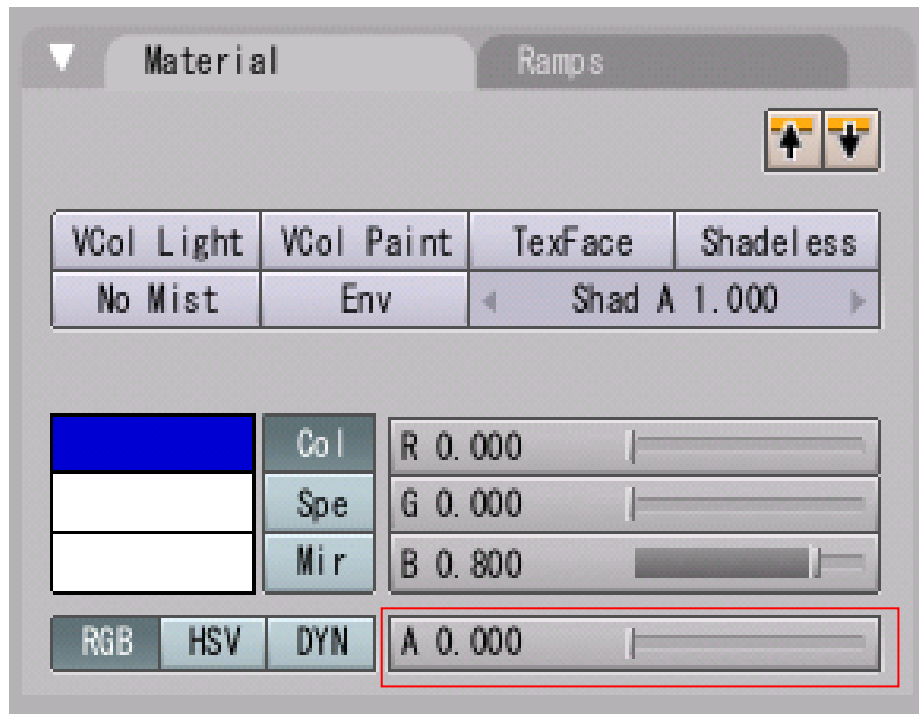 Material Ramps
VCol Light VCol Paint TexFace Shadeless
No Mist Env Shad A 1.000
Col R 0.000
Spe G 0.000
Mir B 0.800
RGB HSV DYN A 0.000